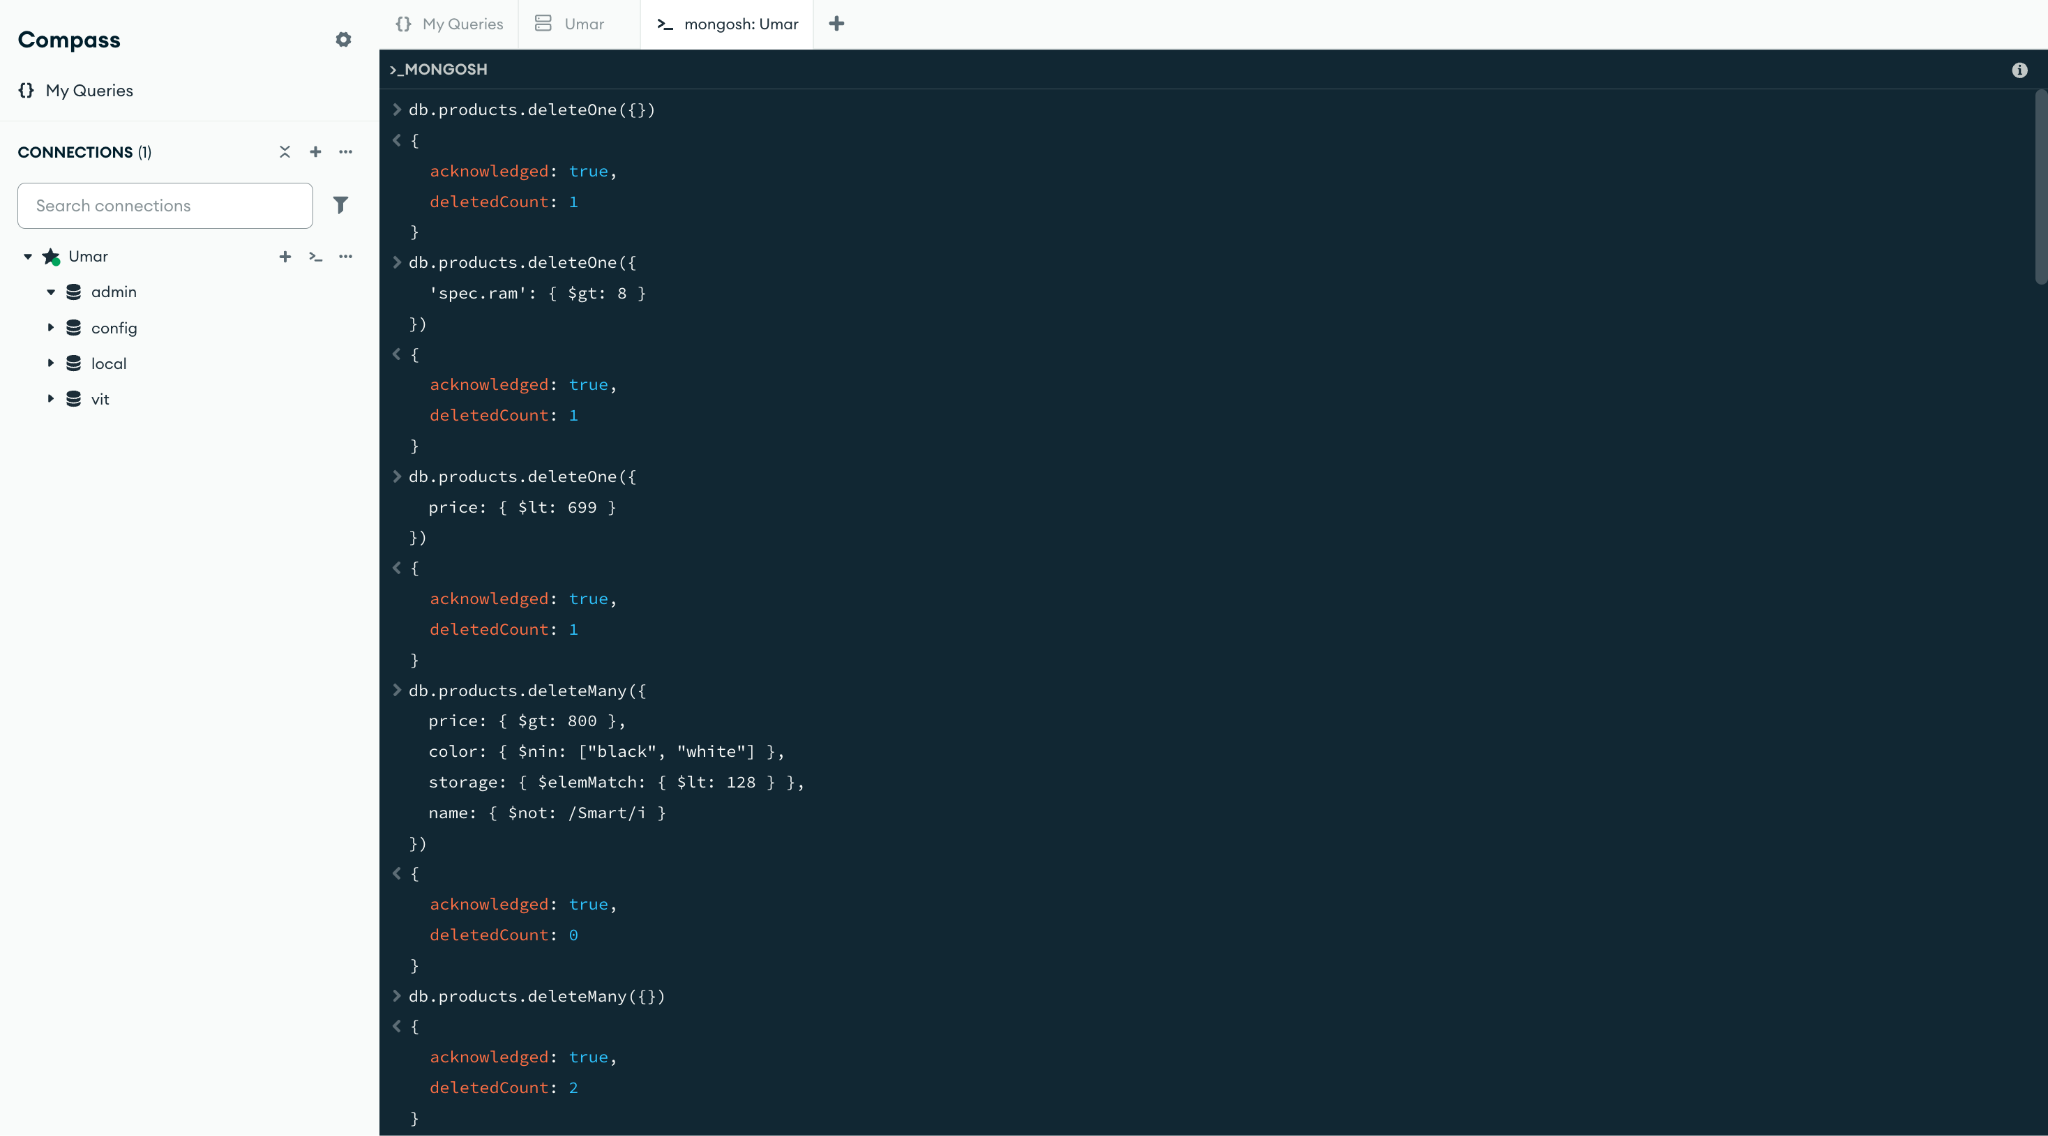 Compass
{} My Queries
CONNECTIONS (1)
Search connections
Umar
admin
config
local
vit
{} My Queries
Umar
>_ mongosh: Umar
>_MONGOSH
db.products.deleteOne({})
{
acknowledged: true,
deletedCount: 1
}
db.products.deleteOne({
'spec.ram': { $gt: 8 }
})
{
acknowledged: true,
deletedCount: 1
}
db.products.deleteOne({
price: { $lt: 699 }
})
{
acknowledged: true,
deletedCount: 1
}
db.products.deleteMany({
price: { $gt: 800 },
color: { $nin: ["black", "white"] },
storage: { $elemMatch: { $lt: 128 } },
name: { $not: /Smart/i }
})
{
acknowledged: true,
deletedCount: 0
}
db.products.deleteMany({})
{
acknowledged: true,
deletedCount: 2
}